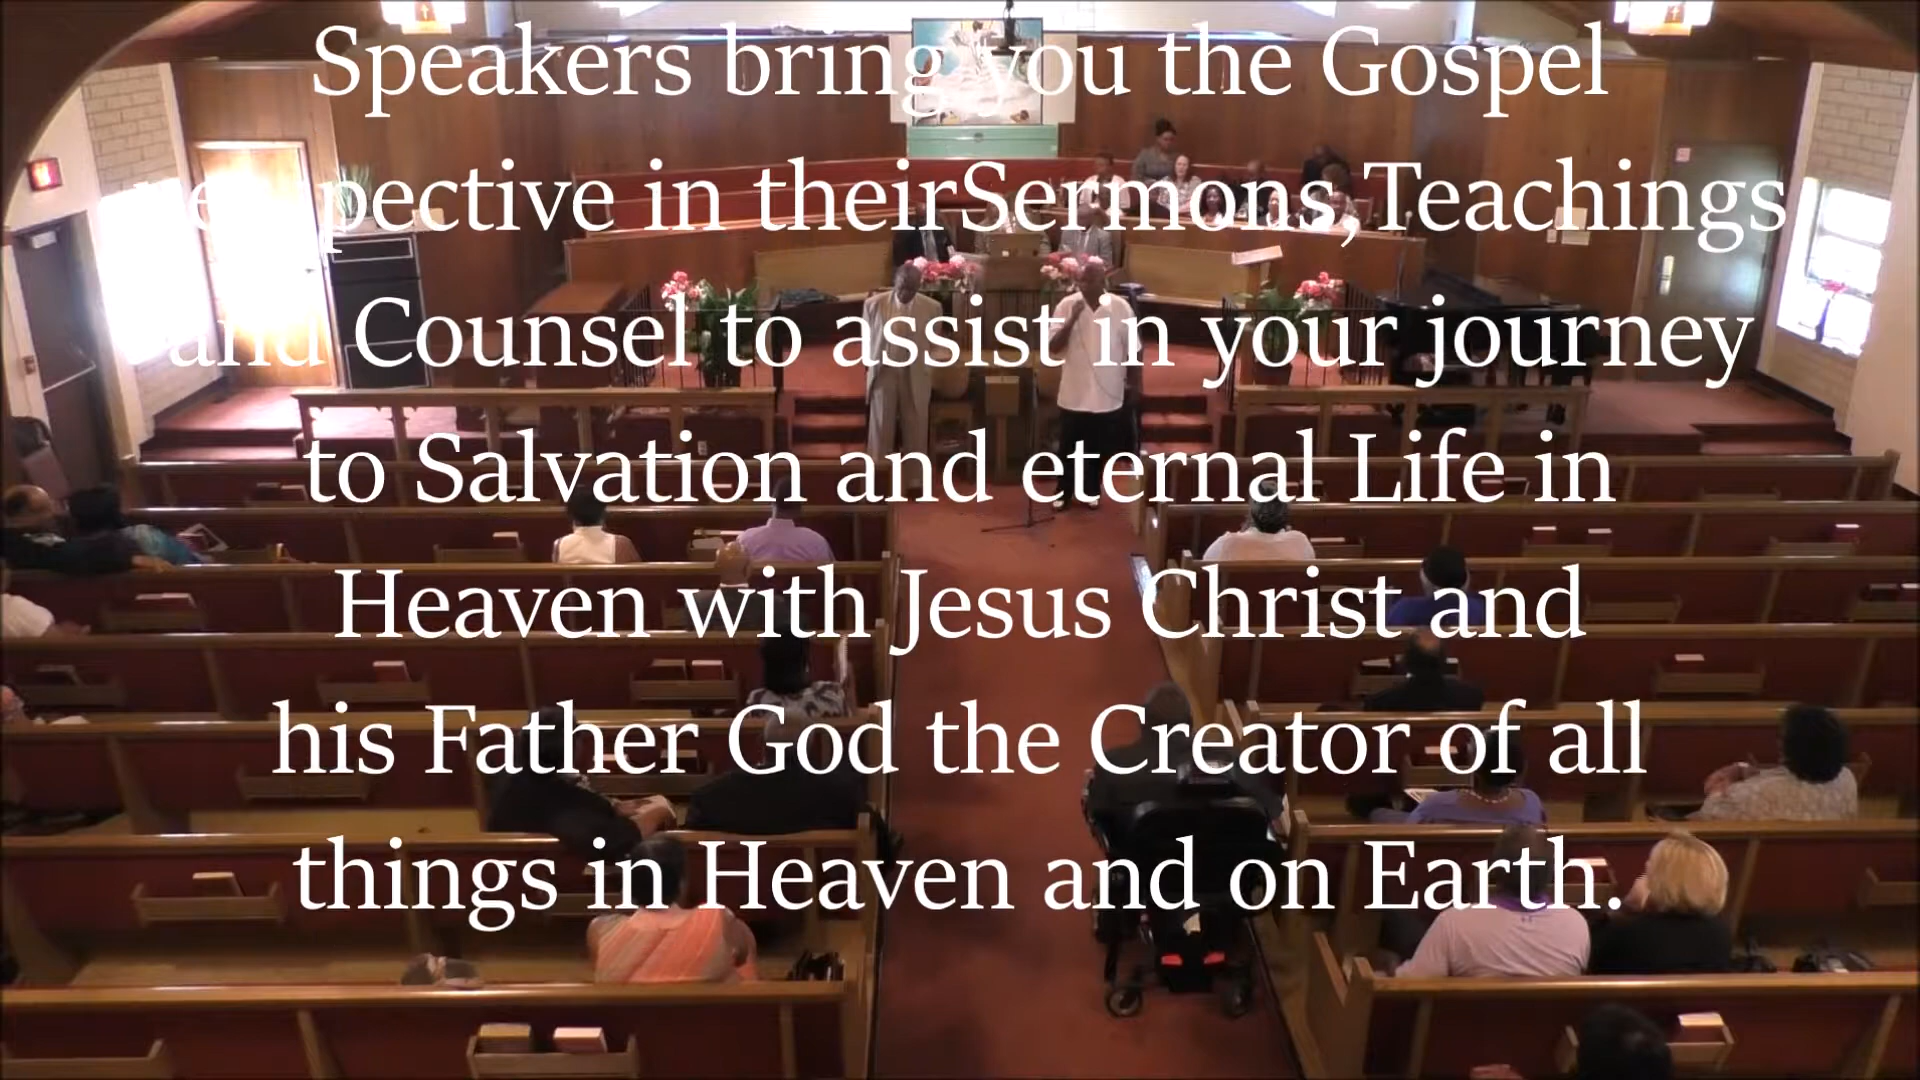 Speakers bring you the Gospel
perspective in theirSermons,Teachings
and Counsel to assist in your journey
to Salvation and eternal Life in
Heaven with Jesus Christ and
his Father God the Creator of all
things in Heaven and on Earth.